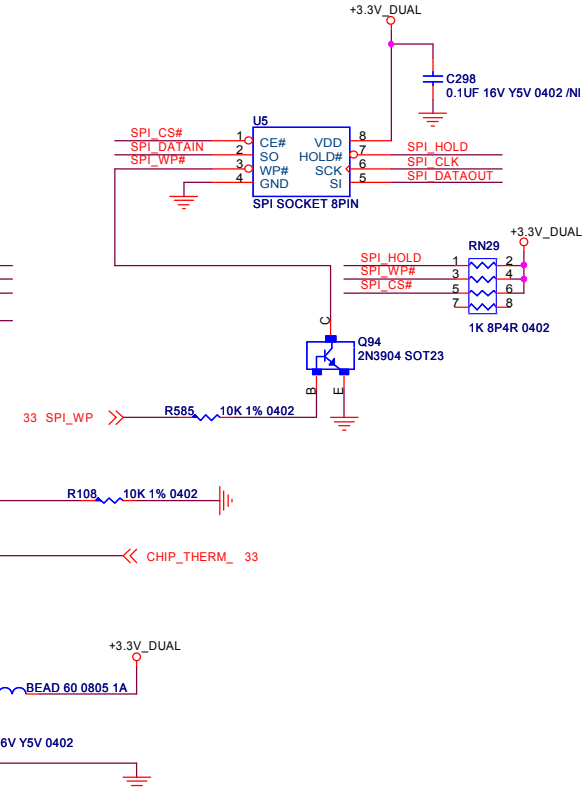 +3.3V_DUAL
C298
0.1UF 16V Y5V 0402 /NI
U5
SPI_CS# 1 CE# VDD 8
SPI_DATAIN 2 SO HOLD# 7 SPI_HOLD
SPI_WP# 3 WP# SCK 6 SPI_CLK
4 GND SI 5 SPI_DATAOUT
SPI SOCKET 8PIN
+3.3V_DUAL
RN29
SPI_HOLD 1 2
SPI_WP# 3 4
SPI_CS# 5 6
7 8
1K 8P4R 0402
C
Q94
2N3904 SOT23
B E
33 SPI_WP R585 10K 1% 0402
R108 10K 1% 0402
CHIP_THERM_ 33
+3.3V_DUAL
BEAD 60 0805 1A
6V Y5V 0402